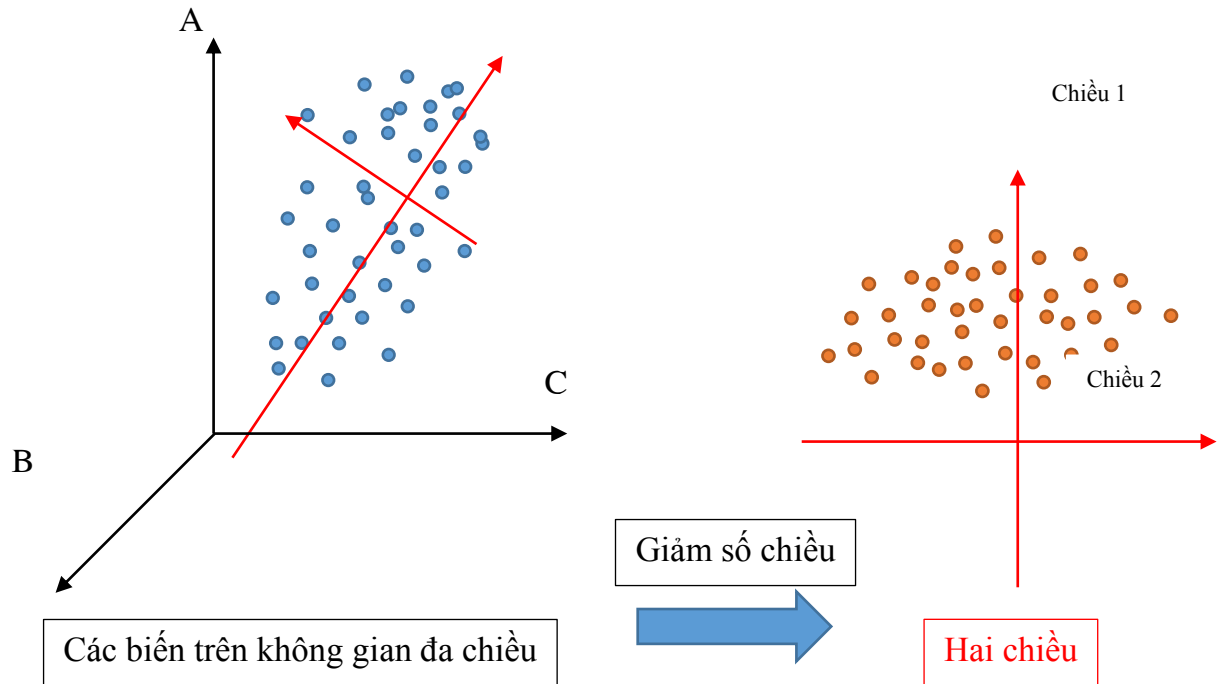 A
Chiều 1
C
Chiều 2
B
Giảm số chiều
Các biến trên không gian đa chiều
Hai chiều